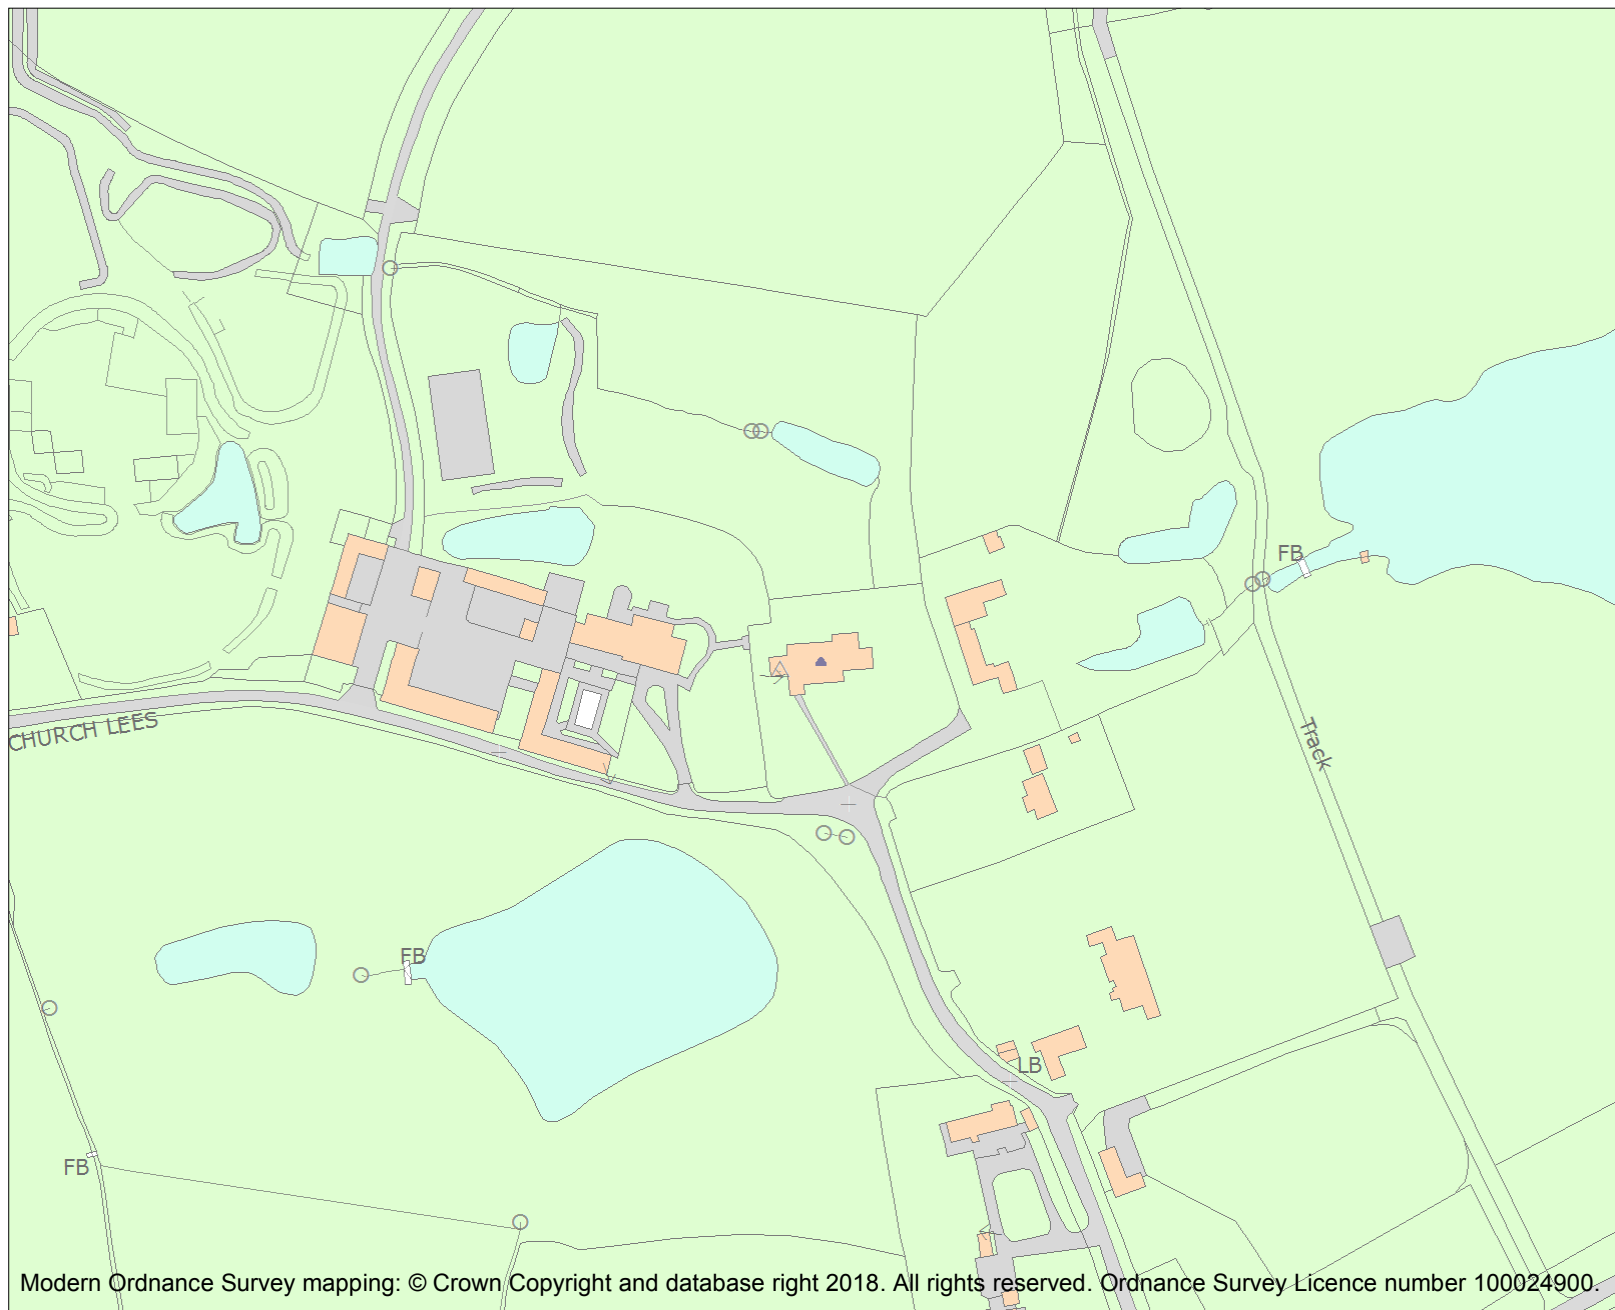 FB
CHURCH LEES
Track
FB
LB
FB
Modern Ordnance Survey mapping: © Crown Copyright and database right 2018. All rights reserved. Ordnance Survey Licence number 100024900.